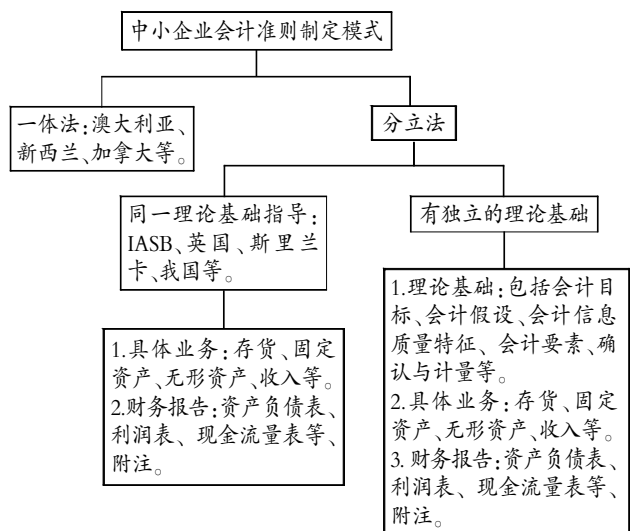 中小企业会计准则制定模式
一体法:澳大利亚、
新西兰、加拿大等。
分立法
同一理论基础指导:
IASB、英国、斯里兰
卡、我国等。
有独立的理论基础
1.具体业务:存货、固定
资产、无形资产、收入等。
2.财务报告:资产负债表、
利润表、现金流量表等、
附注。
1.理论基础:包括会计目
标、会计假设、会计信息
质量特征、会计要素、确
认与计量等。
2.具体业务:存货、固定
资产、无形资产、收入等。
3.财务报告:资产负债表、
利润表、现金流量表等、
附注。